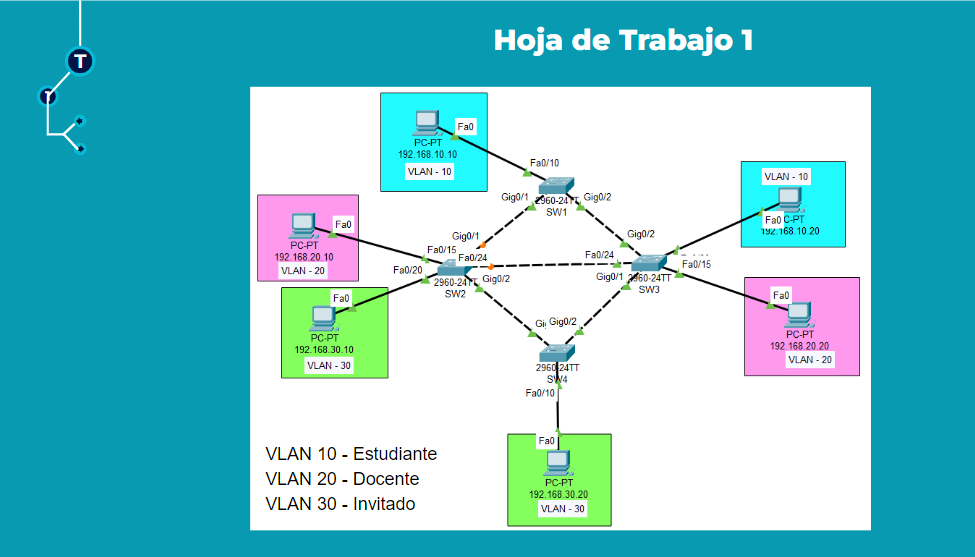 Hoja de Trabajo 1
T
1
Fa0
PC-PT
192.168.10.10
VLAN - 10
Fa0/10
Gig0/1
Gig0/2
2960-24TT
SW1
VLAN - 10
Fa0
C-PT
192.168.10.20
Fa0
PC-PT
192.168.20.10
VLAN - 20
Fa0/15
Gig0/1
Fa0/24
Fa0/20
Gig0/2
2960-24TT
SW2
Gig0/2
Fa0/24
Gig0/1
Fa0/15
2960-24TT
SW3
Fa0
PC-PT
192.168.20.20
VLAN - 20
Fa0
PC-PT
192.168.30.10
VLAN - 30
Gi
Gig0/2
2960-24TT
SW4
Fa0/10
Fa0
PC-PT
192.168.30.20
VLAN - 30
VLAN 10 - Estudiante
VLAN 20 - Docente
VLAN 30 - Invitado